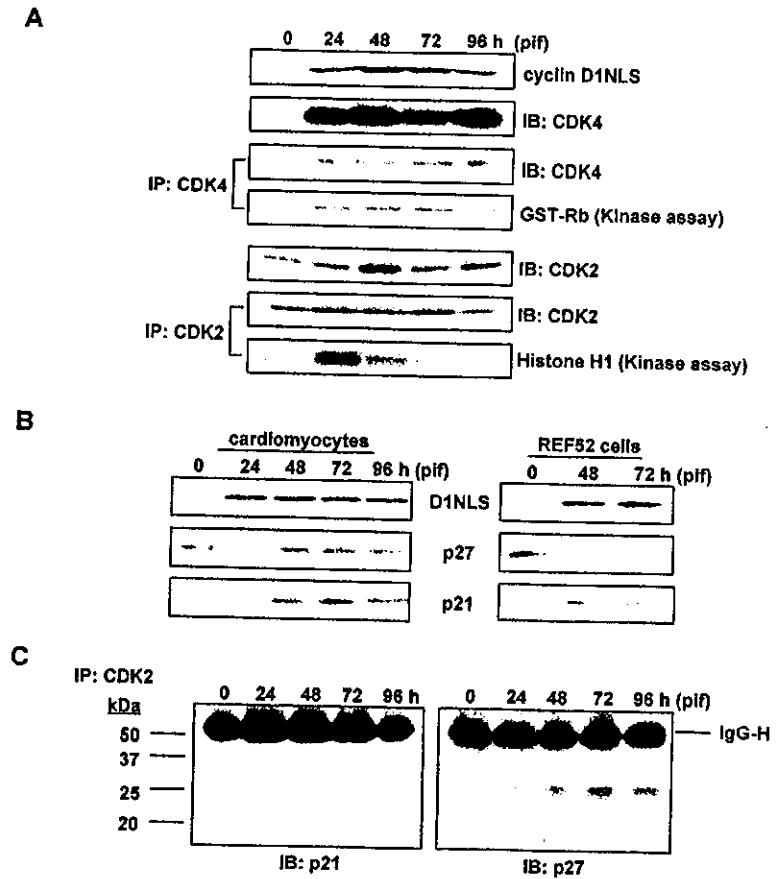 A
0 24 48 72 96 h (pif)
cyclin D1NLS
IB: CDK4
IP: CDK4
IB: CDK4
GST-Rb (Kinase assay)
IB: CDK2
IP: CDK2
IB: CDK2
Histone H1 (Kinase assay)
B
cardiomyocytes
REF52 cells
0 24 48 72 96 h (pif)
0 48 72 h (pif)
D1NLS
p27
p21
C
IP: CDK2
0 24 48 72 96 h
0 24 48 72 96 h (pif)
kDa
50
37
25
20
IgG-H
IB: p21
IB: p27